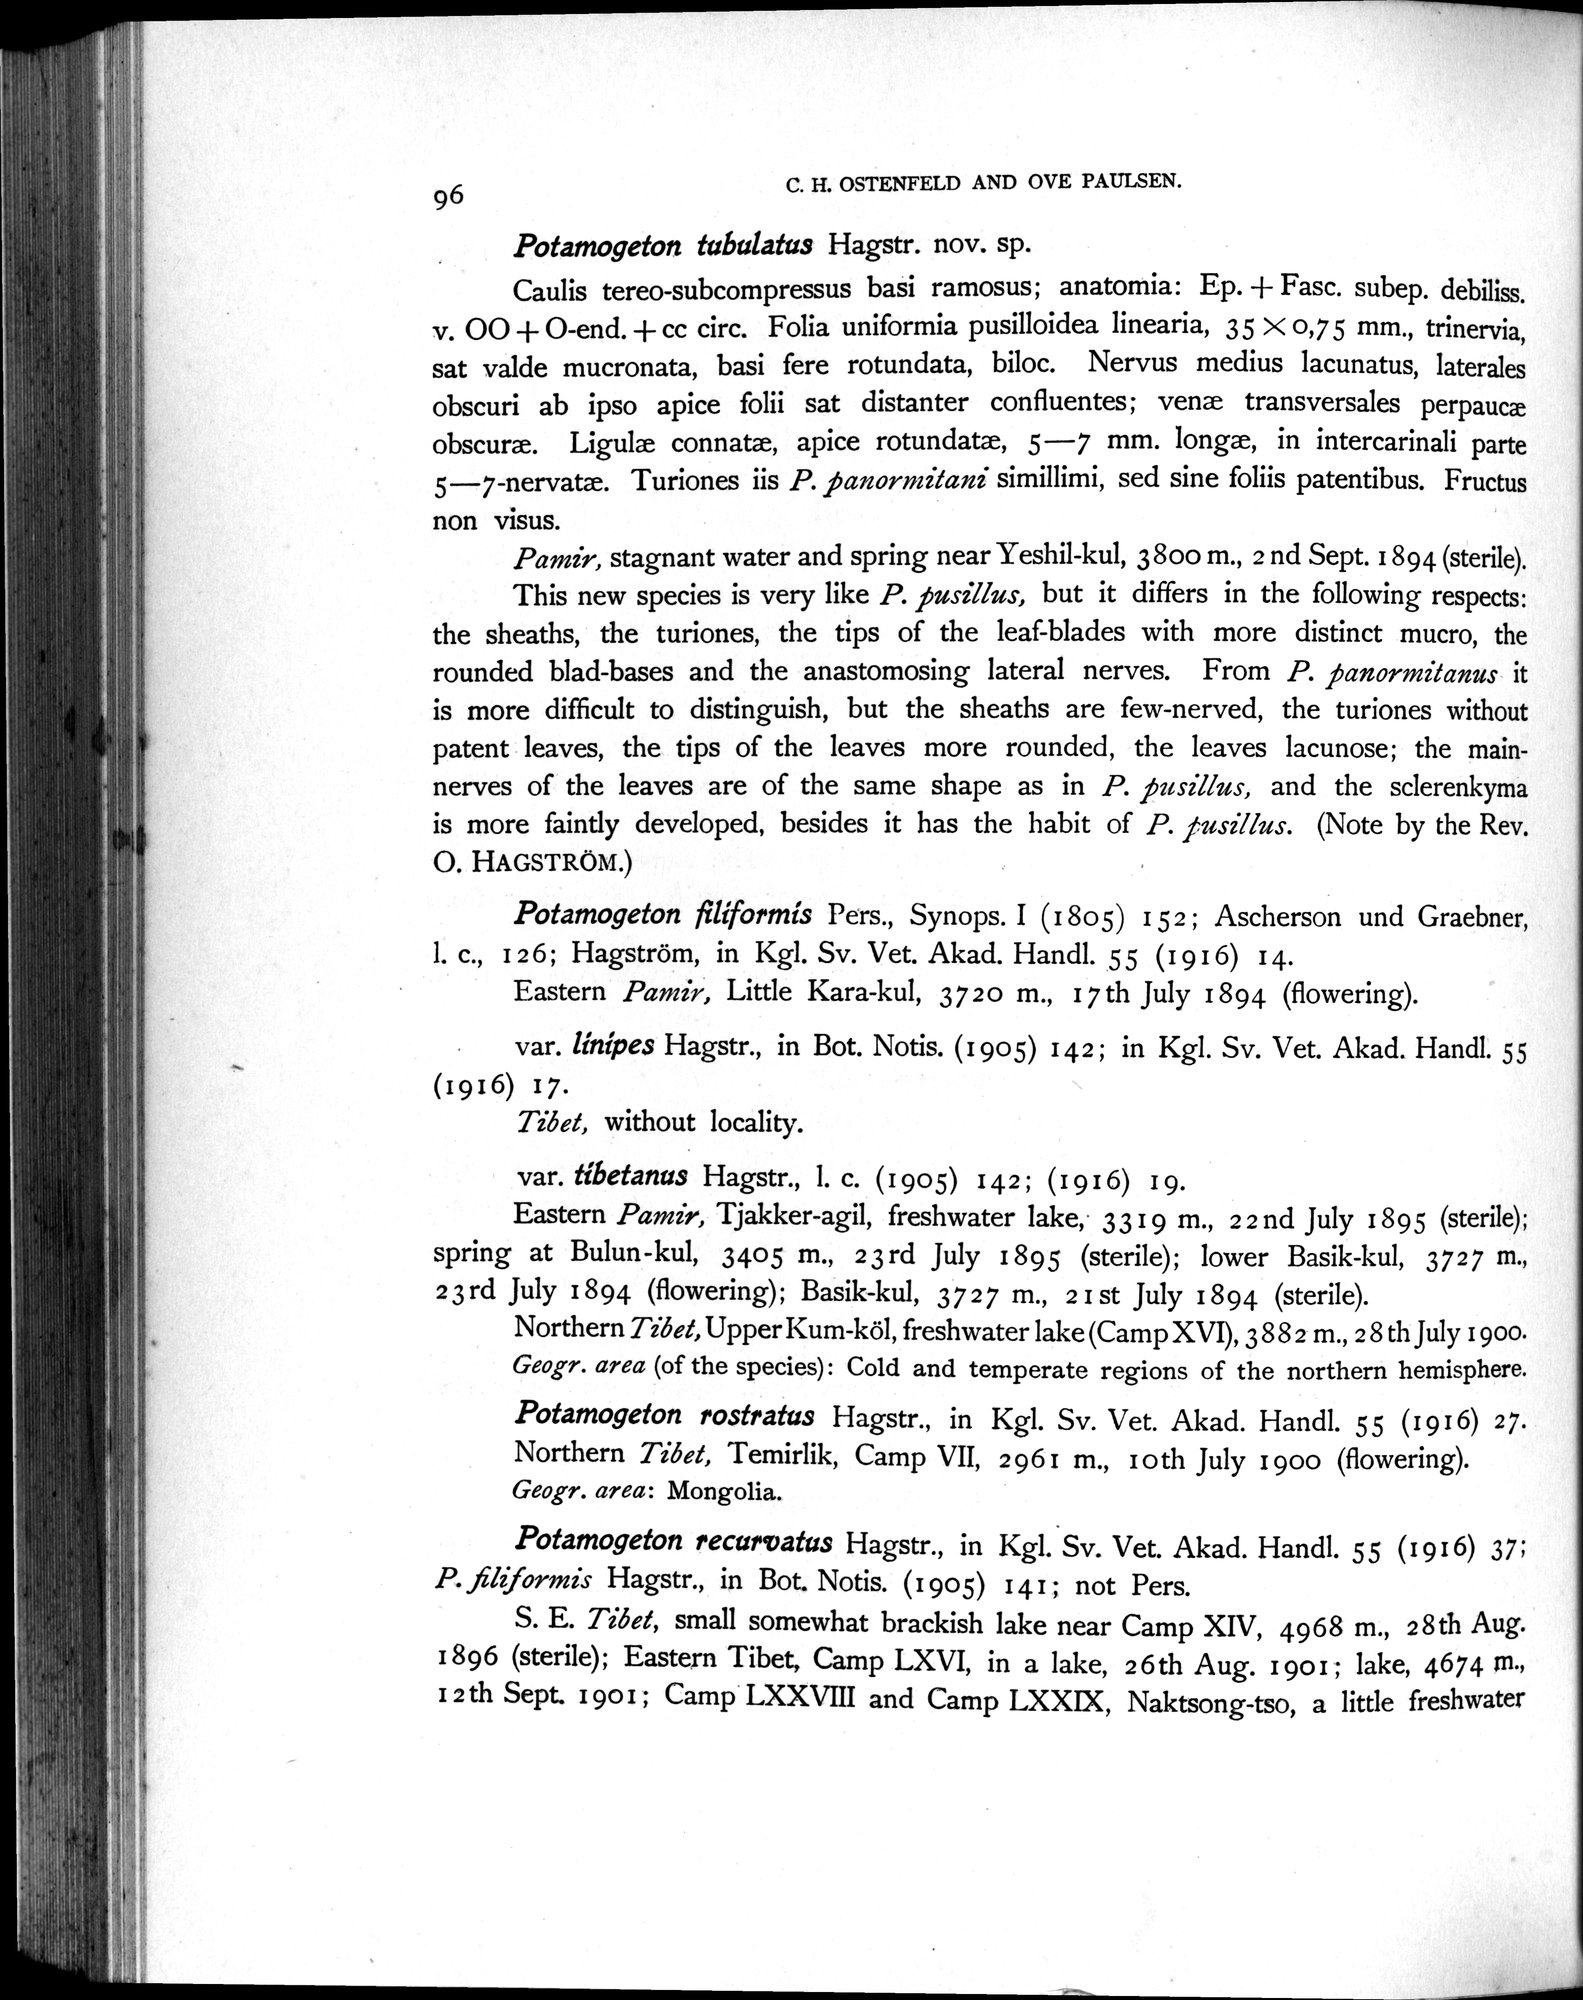 96
C. H. OSTENFELD AND OVE PAULSEN.
Potamogeton tubulatus Hagstr. nov. sp.
Caulis tereo-subcompressus basi ramosus; anatomia: Ep. + Fasc. subep. debiliss.
v. OO + O-end. + cc circ. Folia uniformia pusilloidea linearia, 35 × 0,75 mm., trinervia,
sat valde mucronata, basi fere rotundata, biloc. Nervus medius lacunatus, laterales
obscuri ab ipso apice folii sat distanter confluentes; venæ transversales perpaucæ
obscuræ. Ligulæ connatæ, apice rotundatæ, 5—7 mm. longæ, in intercarinali parte
5—7-nervatæ. Turiones iis P. panormitani simillimi, sed sine foliis patentibus. Fructus
non visus.
Pamir, stagnant water and spring near Yeshil-kul, 3800 m., 2 nd Sept. 1894 (sterile).
This new species is very like P. pusillus, but it differs in the following respects:
the sheaths, the turiones, the tips of the leaf-blades with more distinct mucro, the
rounded blad-bases and the anastomosing lateral nerves. From P. panormitanus it
is more difficult to distinguish, but the sheaths are few-nerved, the turiones without
patent leaves, the tips of the leaves more rounded, the leaves lacunose; the main-
nerves of the leaves are of the same shape as in P. pusillus, and the sclerenkyma
is more faintly developed, besides it has the habit of P. pusillus. (Note by the Rev.
O. HAGSTRÖM.)
Potamogeton filiformis Pers., Synops. I (1805) 152; Ascherson und Graebner,
l. c., 126; Hagström, in Kgl. Sv. Vet. Akad. Handl. 55 (1916) 14.
Eastern Pamir, Little Kara-kul, 3720 m., 17th July 1894 (flowering).
var. linipes Hagstr., in Bot. Notis. (1905) 142; in Kgl. Sv. Vet. Akad. Handl. 55
(1916) 17.
Tibet, without locality.
var. tibetanus Hagstr., l. c. (1905) 142; (1916) 19.
Eastern Pamir, Tjakker-agil, freshwater lake, 3319 m., 22nd July 1895 (sterile);
spring at Bulun-kul, 3405 m., 23rd July 1895 (sterile); lower Basik-kul, 3727 m.,
23rd July 1894 (flowering); Basik-kul, 3727 m., 21st July 1894 (sterile).
Northern Tibet, Upper Kum-köl, freshwater lake (Camp XVI), 3882 m., 28th July 1900.
Geogr. area (of the species): Cold and temperate regions of the northern hemisphere.
Potamogeton rostratus Hagstr., in Kgl. Sv. Vet. Akad. Handl. 55 (1916) 27.
Northern Tibet, Temirlik, Camp VII, 2961 m., 10th July 1900 (flowering).
Geogr. area: Mongolia.
Potamogeton recurvatus Hagstr., in Kgl. Sv. Vet. Akad. Handl. 55 (1916) 37;
P. filiformis Hagstr., in Bot. Notis. (1905) 141; not Pers.
S. E. Tibet, small somewhat brackish lake near Camp XIV, 4968 m., 28th Aug.
1896 (sterile); Eastern Tibet, Camp LXVI, in a lake, 26th Aug. 1901; lake, 4674 m.,
12th Sept. 1901; Camp LXXVIII and Camp LXXIX, Naktsong-tso, a little freshwater